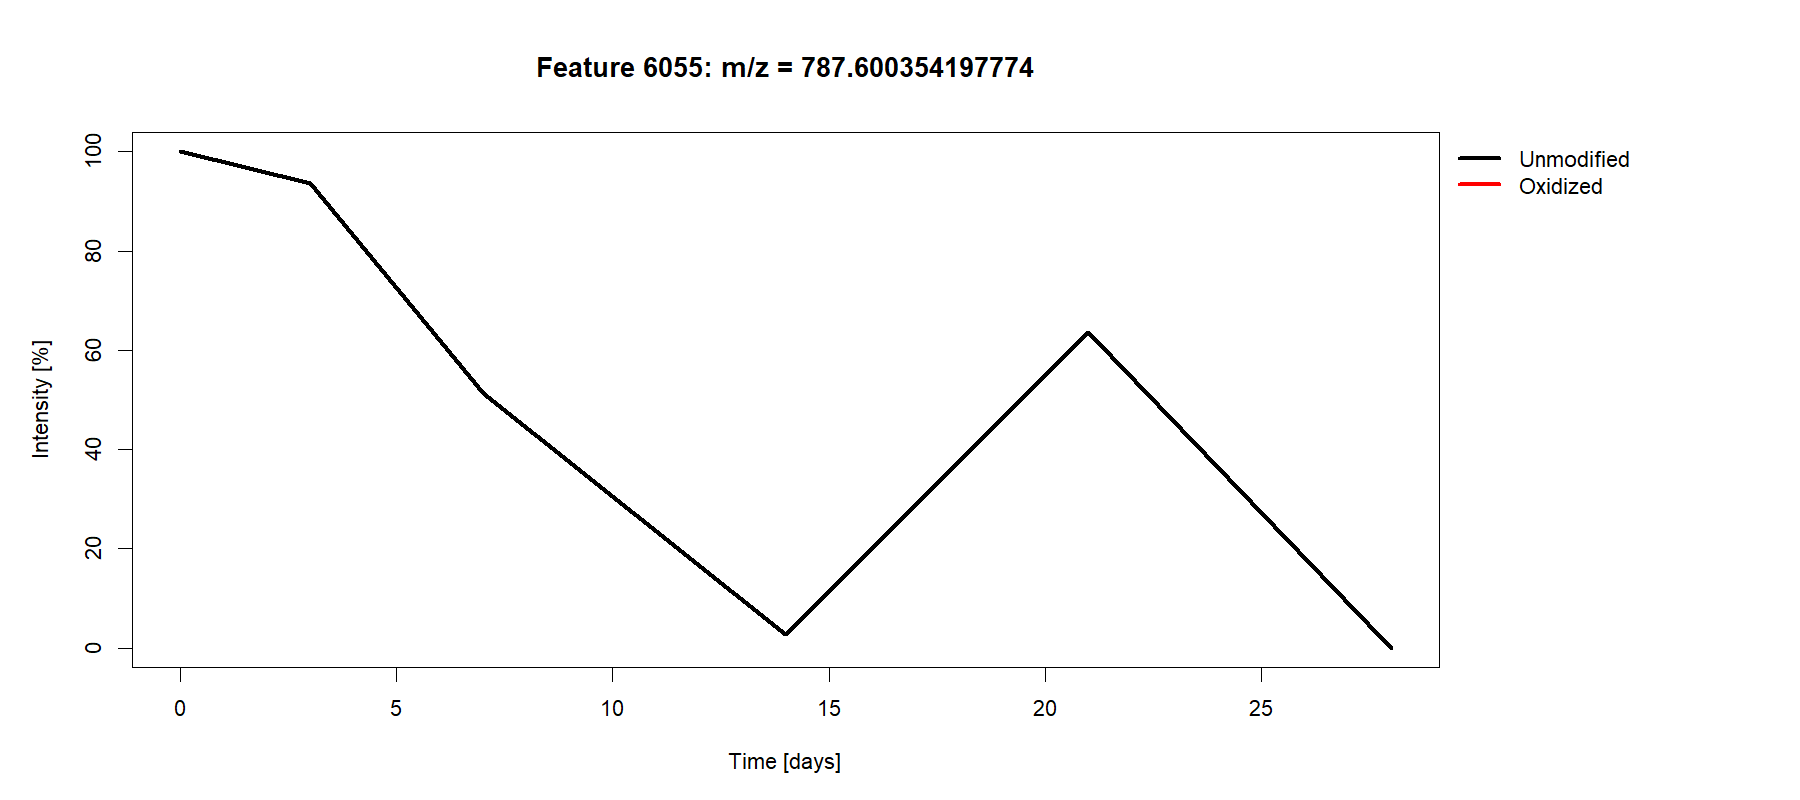 Feature 6055: m/z = 787.600354197774
Unmodified
Oxidized
Intensity [%]
100
80
60
40
20
0
0 5 10 15 20 25
Time [days]